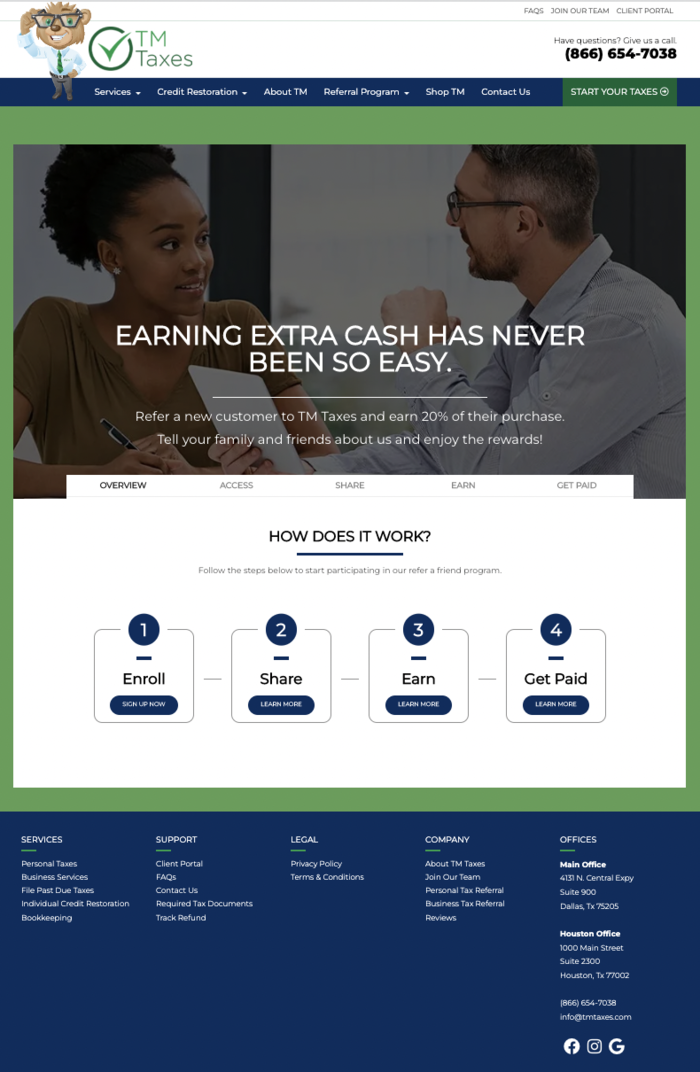 FAQS JOIN OUR TEAM CLIENT PORTAL
TM
Taxes
Have questions? Give us a call.
(866) 654-7038
Services Credit Restoration About TM Referral Program Shop TM Contact Us START YOUR TAXES
EARNING EXTRA CASH HAS NEVER
BEEN SO EASY.
Refer a new customer to TM Taxes and earn 20% of their purchase.
Tell your family and friends about us and enjoy the rewards!
OVERVIEW ACCESS SHARE EARN GET PAID
HOW DOES IT WORK?
Follow the steps below to start participating in our refer a friend program.
1
Enroll
SIGN UP NOW
2
Share
LEARN MORE
3
Earn
LEARN MORE
4
Get Paid
LEARN MORE
SERVICES
Personal Taxes
Business Services
File Past Due Taxes
Individual Credit Restoration
Bookkeeping
SUPPORT
Client Portal
FAQs
Contact Us
Required Tax Documents
Track Refund
LEGAL
Privacy Policy
Terms & Conditions
COMPANY
About TM Taxes
Join Our Team
Personal Tax Referral
Business Tax Referral
Reviews
OFFICES
Main Office
4131 N. Central Expy
Suite 900
Dallas, Tx 75205
Houston Office
1000 Main Street
Suite 2300
Houston, Tx 77002
(866) 654-7038
info@tmtaxes.com